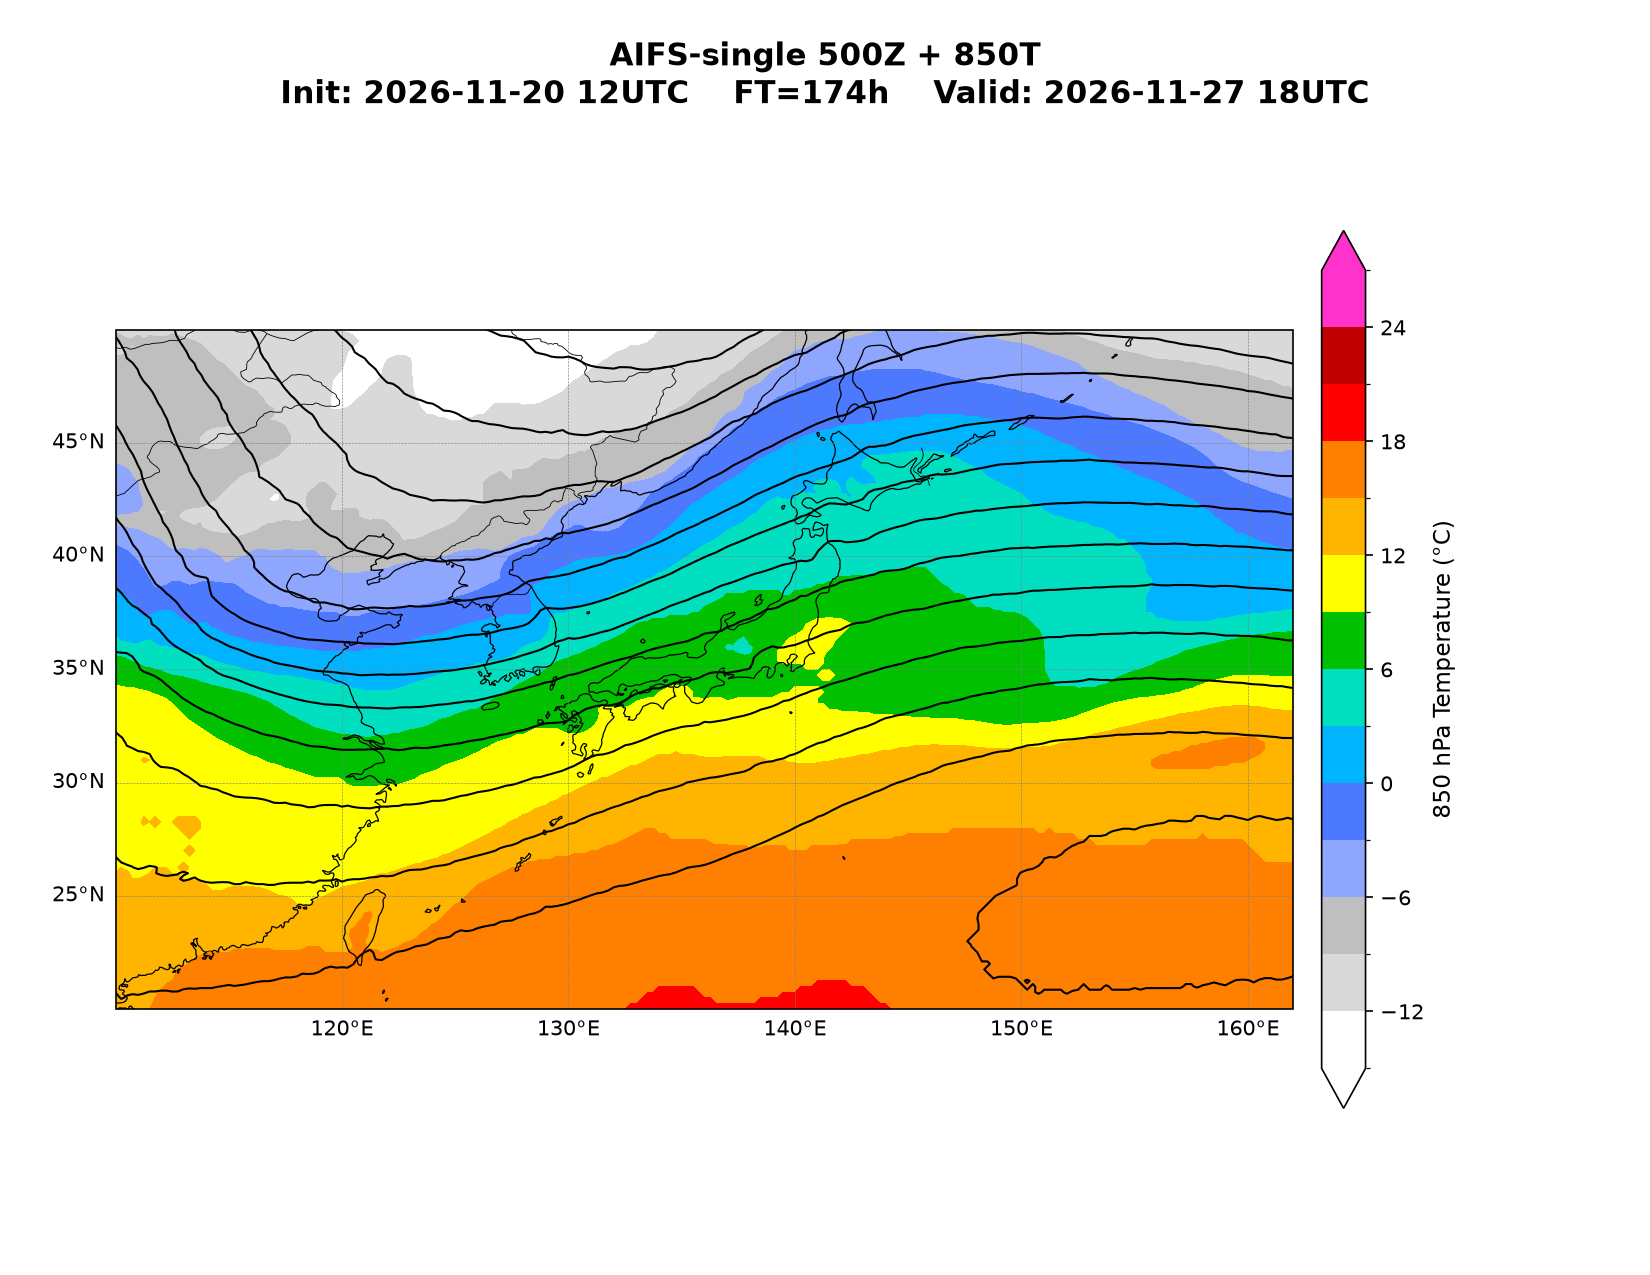 AIFS-single 500Z + 850T
Init: 2026-11-20 12UTC    FT=174h    Valid: 2026-11-27 18UTC
45°N
40°N
35°N
30°N
25°N
120°E
130°E
140°E
150°E
160°E
24
18
12
6
0
−6
−12
850 hPa Temperature (°C)